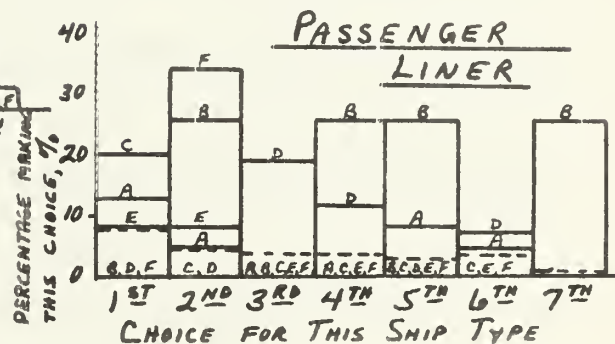 PASSENGER
LINER
40
30
20
10
0
PERCENTAGE MARKING
THIS CHOICE, %
F
C
A
E
B, D, F
F
B
E
A
C, D
D
A, B, C, E, F
B
D
A, C, E, F
B
A
B, C, D, E, F
D
A
C, E, F
B
1ST 2ND 3RD 4TH 5TH 6TH 7TH
CHOICE FOR THIS SHIP TYPE